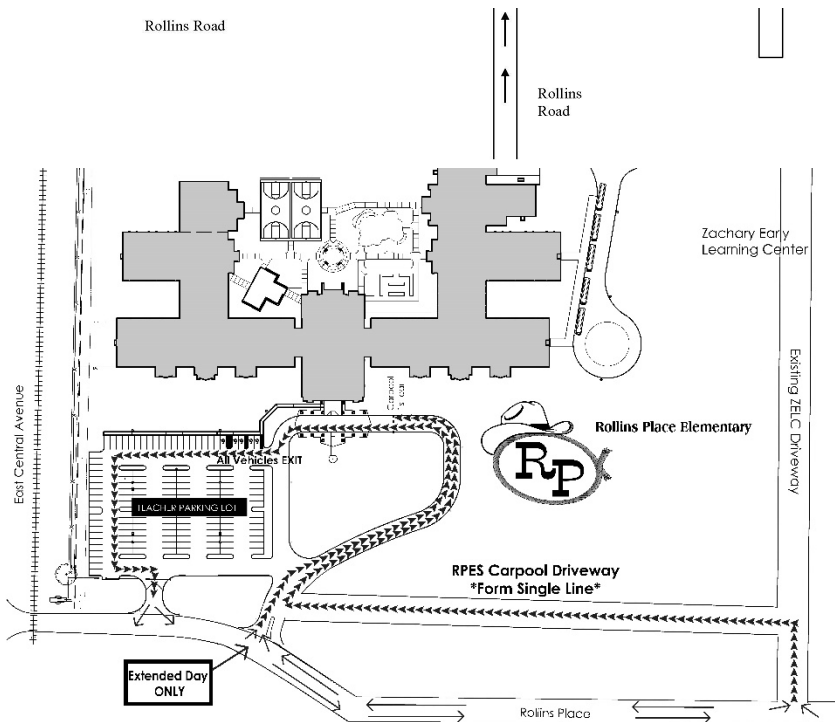 Rollins Road
Rollins
Road
Zachary Early
Learning Center
East Central Avenue
Existing ZELC Driveway
Carpool
Rollins Place Elementary
RP
All Vehicles EXIT
TEACHER PARKING LOT
RPES Carpool Driveway
*Form Single Line*
Extended Day
ONLY
Rollins Place